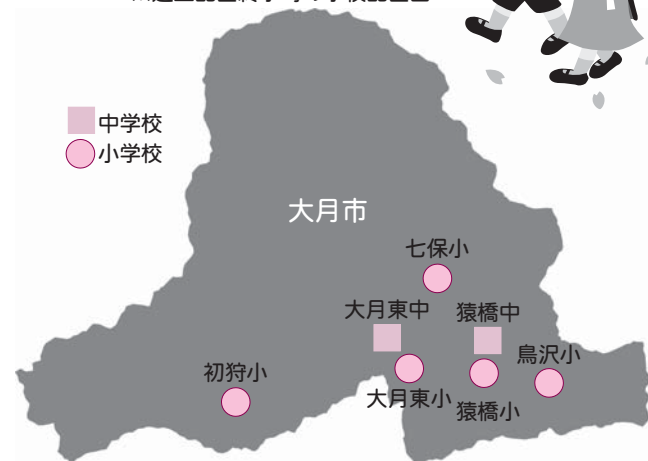 中学校
小学校
大月市
七保小
大月東中
猿橋中
鳥沢小
初狩小
大月東小
猿橋小